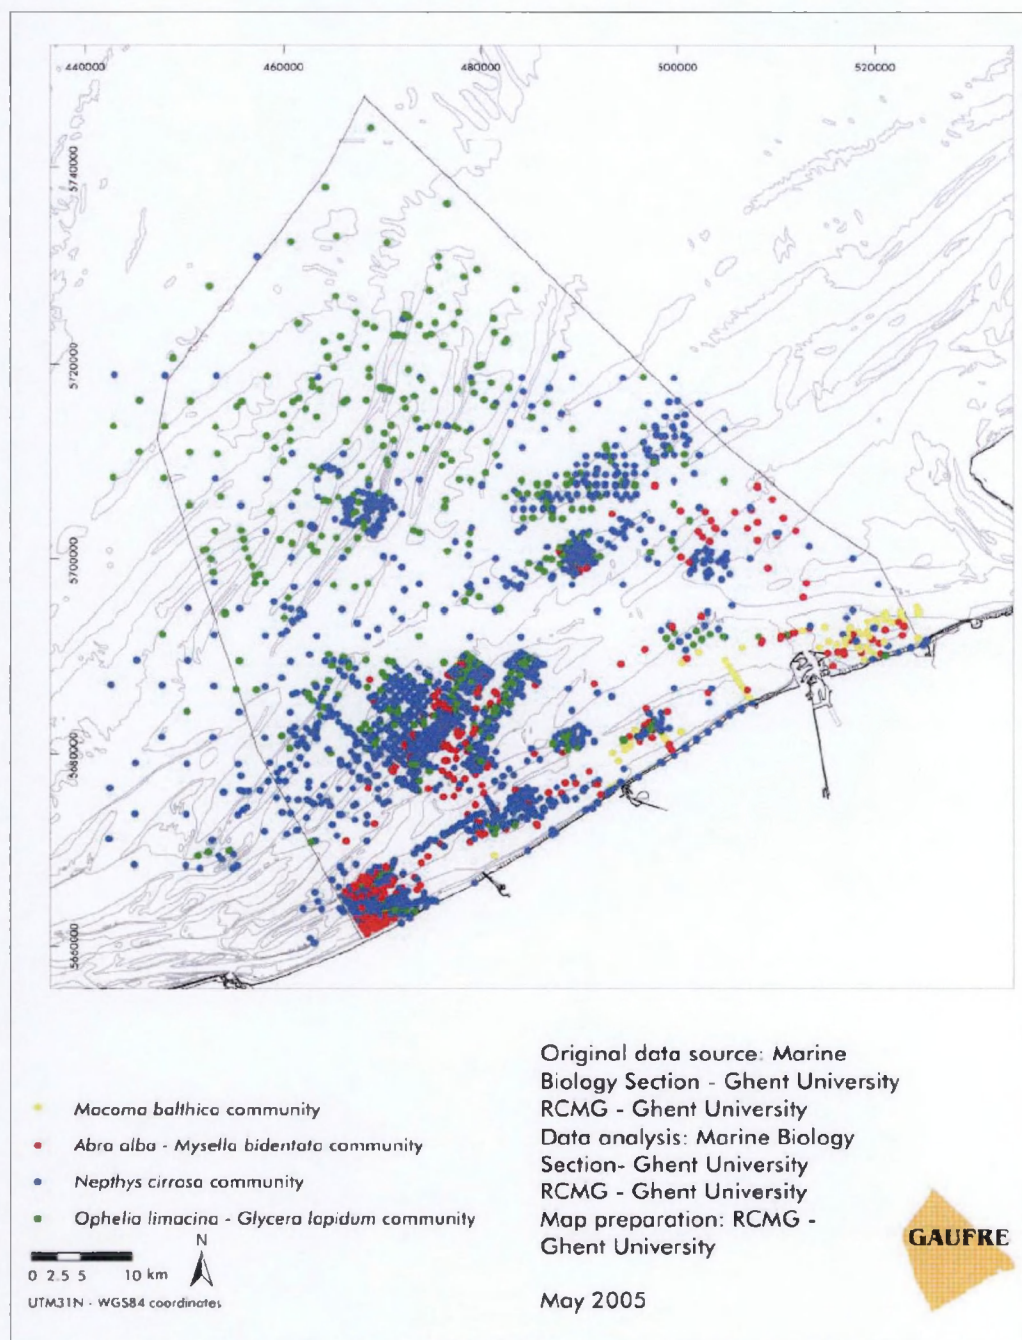 440000 460000 480000 500000 520000
5740000
5720000
5700000
5680000
5660000
Macoma balthica community
Abra alba - Mysella bidentata community
Nepthys cirrosa community
Ophelia limacina - Glycera lapidum community
N
0 2.5 5 10 km
UTM31N - WGS84 coordinates
Original data source: Marine
Biology Section - Ghent University
RCMG - Ghent University
Data analysis: Marine Biology
Section- Ghent University
RCMG - Ghent University
Map preparation: RCMG -
Ghent University
May 2005
GAUFRE